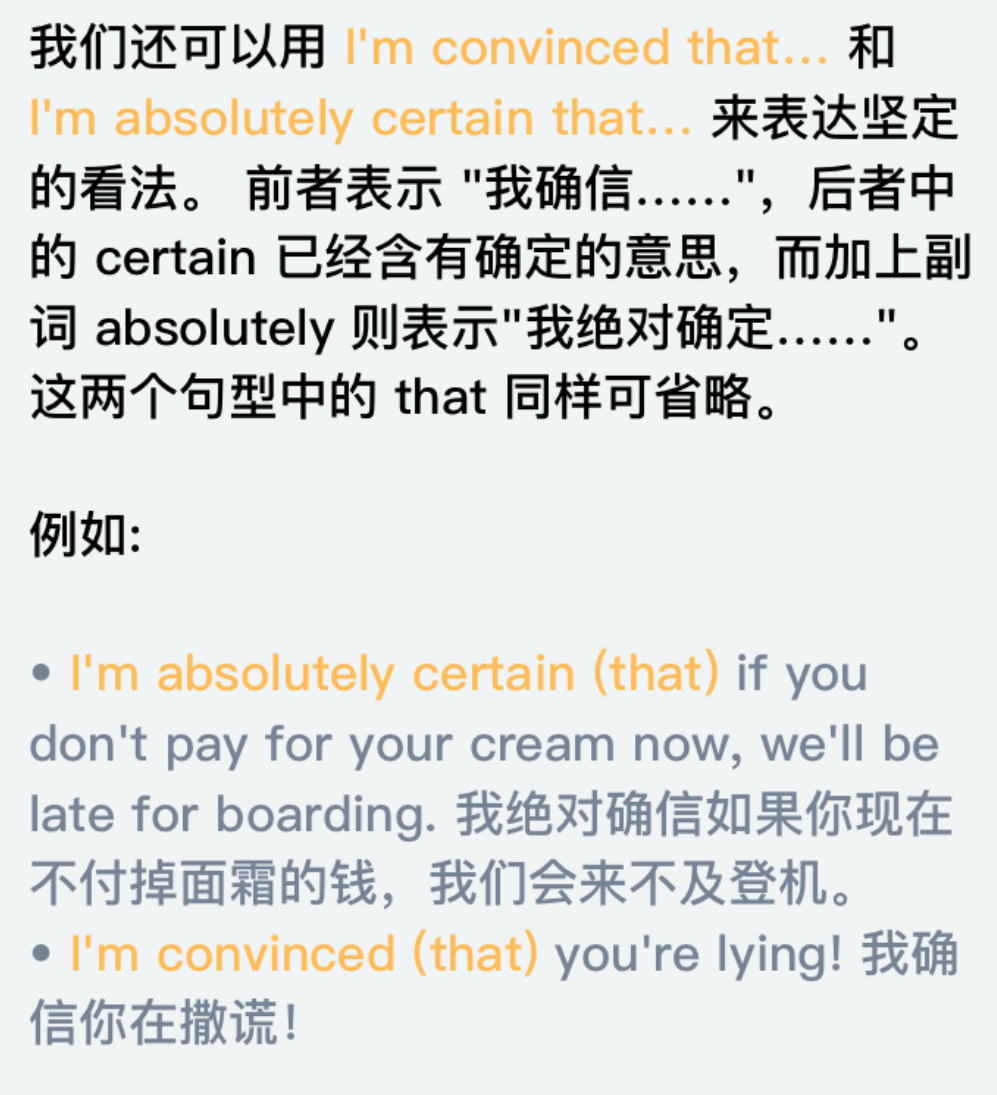 我们还可以用 I'm convinced that... 和
I'm absolutely certain that... 来表达坚定
的看法。 前者表示 "我确信……"，后者中
的 certain 已经含有确定的意思，而加上副
词 absolutely 则表示"我绝对确定……"。
这两个句型中的 that 同样可省略。
例如:
• I'm absolutely certain (that) if you
don't pay for your cream now, we'll be
late for boarding. 我绝对确信如果你现在
不付掉面霜的钱，我们会来不及登机。
• I'm convinced (that) you're lying! 我确
信你在撒谎！